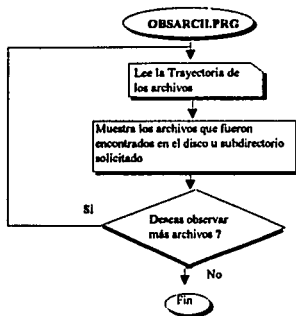 OBSARCH.PRG
Lee la Trayectoria de
los archivos
Muestra los archivos que fueron
encontrados en el disco u subdirectorio
solicitado
Si
Deseas observar
más archivos ?
No
Fin